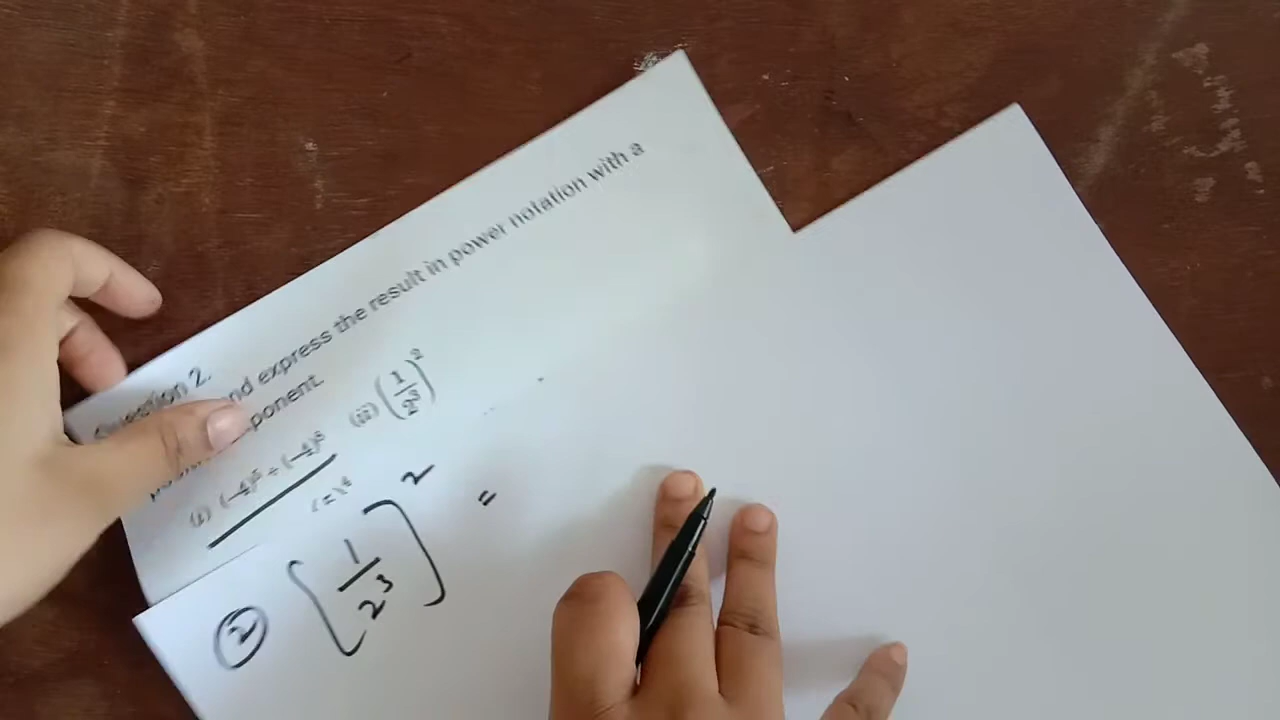 Question 2.
nd express the result in power notation with a
ponent.
(i) (−4)⁵ ÷ (−4)⁸ (ii) (1/2³)²
② [1/2³]² =